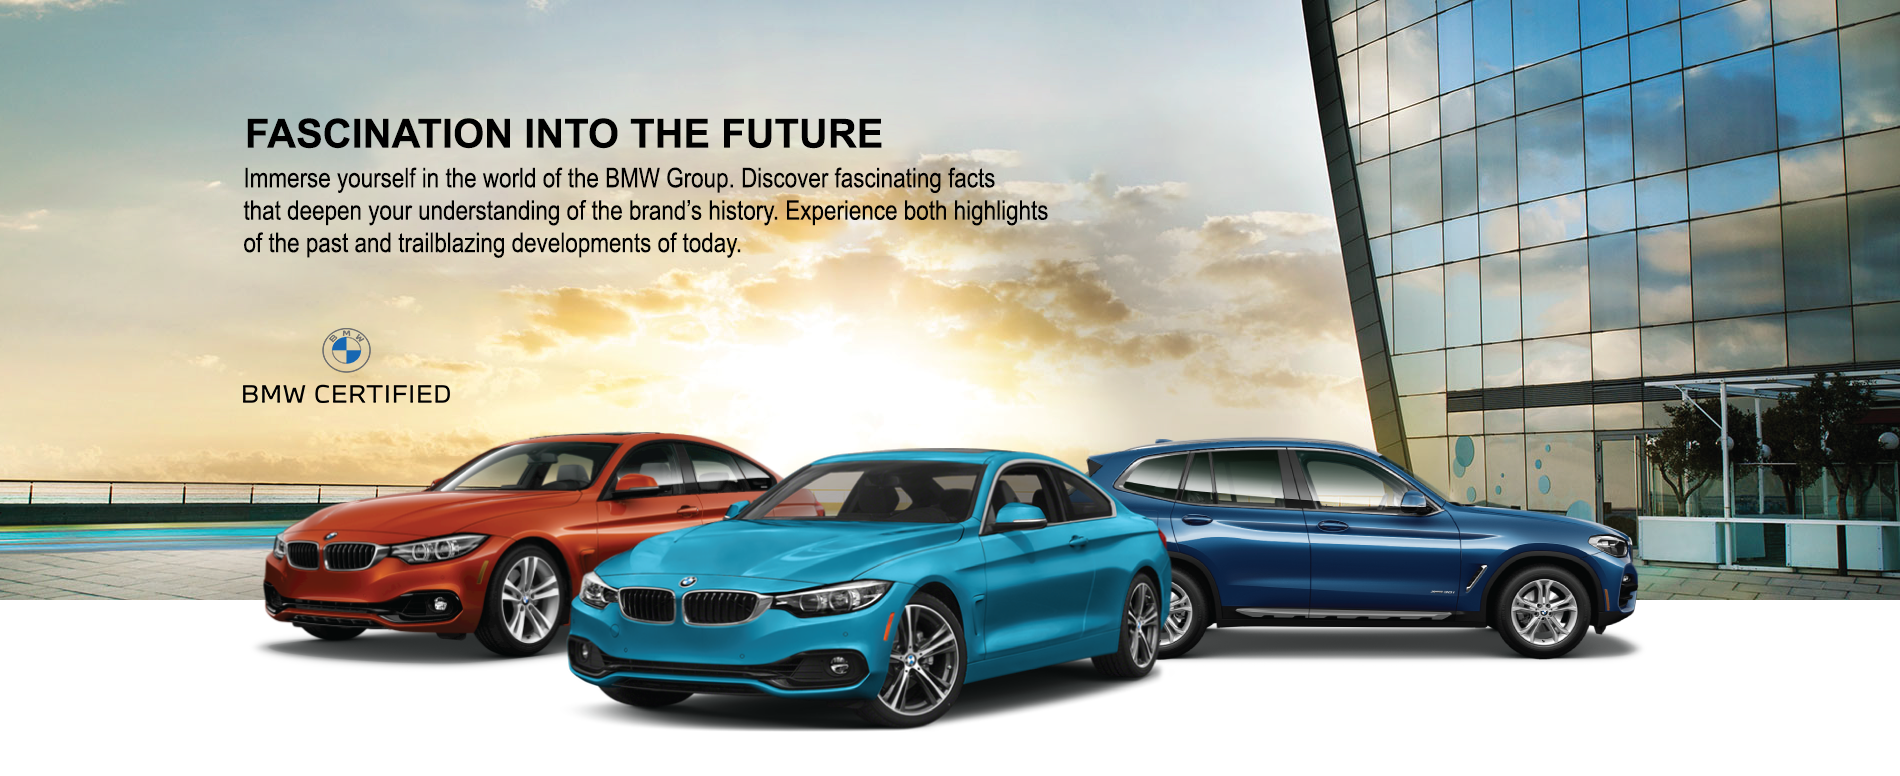 FASCINATION INTO THE FUTURE
Immerse yourself in the world of the BMW Group. Discover fascinating facts
that deepen your understanding of the brand’s history. Experience both highlights
of the past and trailblazing developments of today.
BMW
BMW CERTIFIED